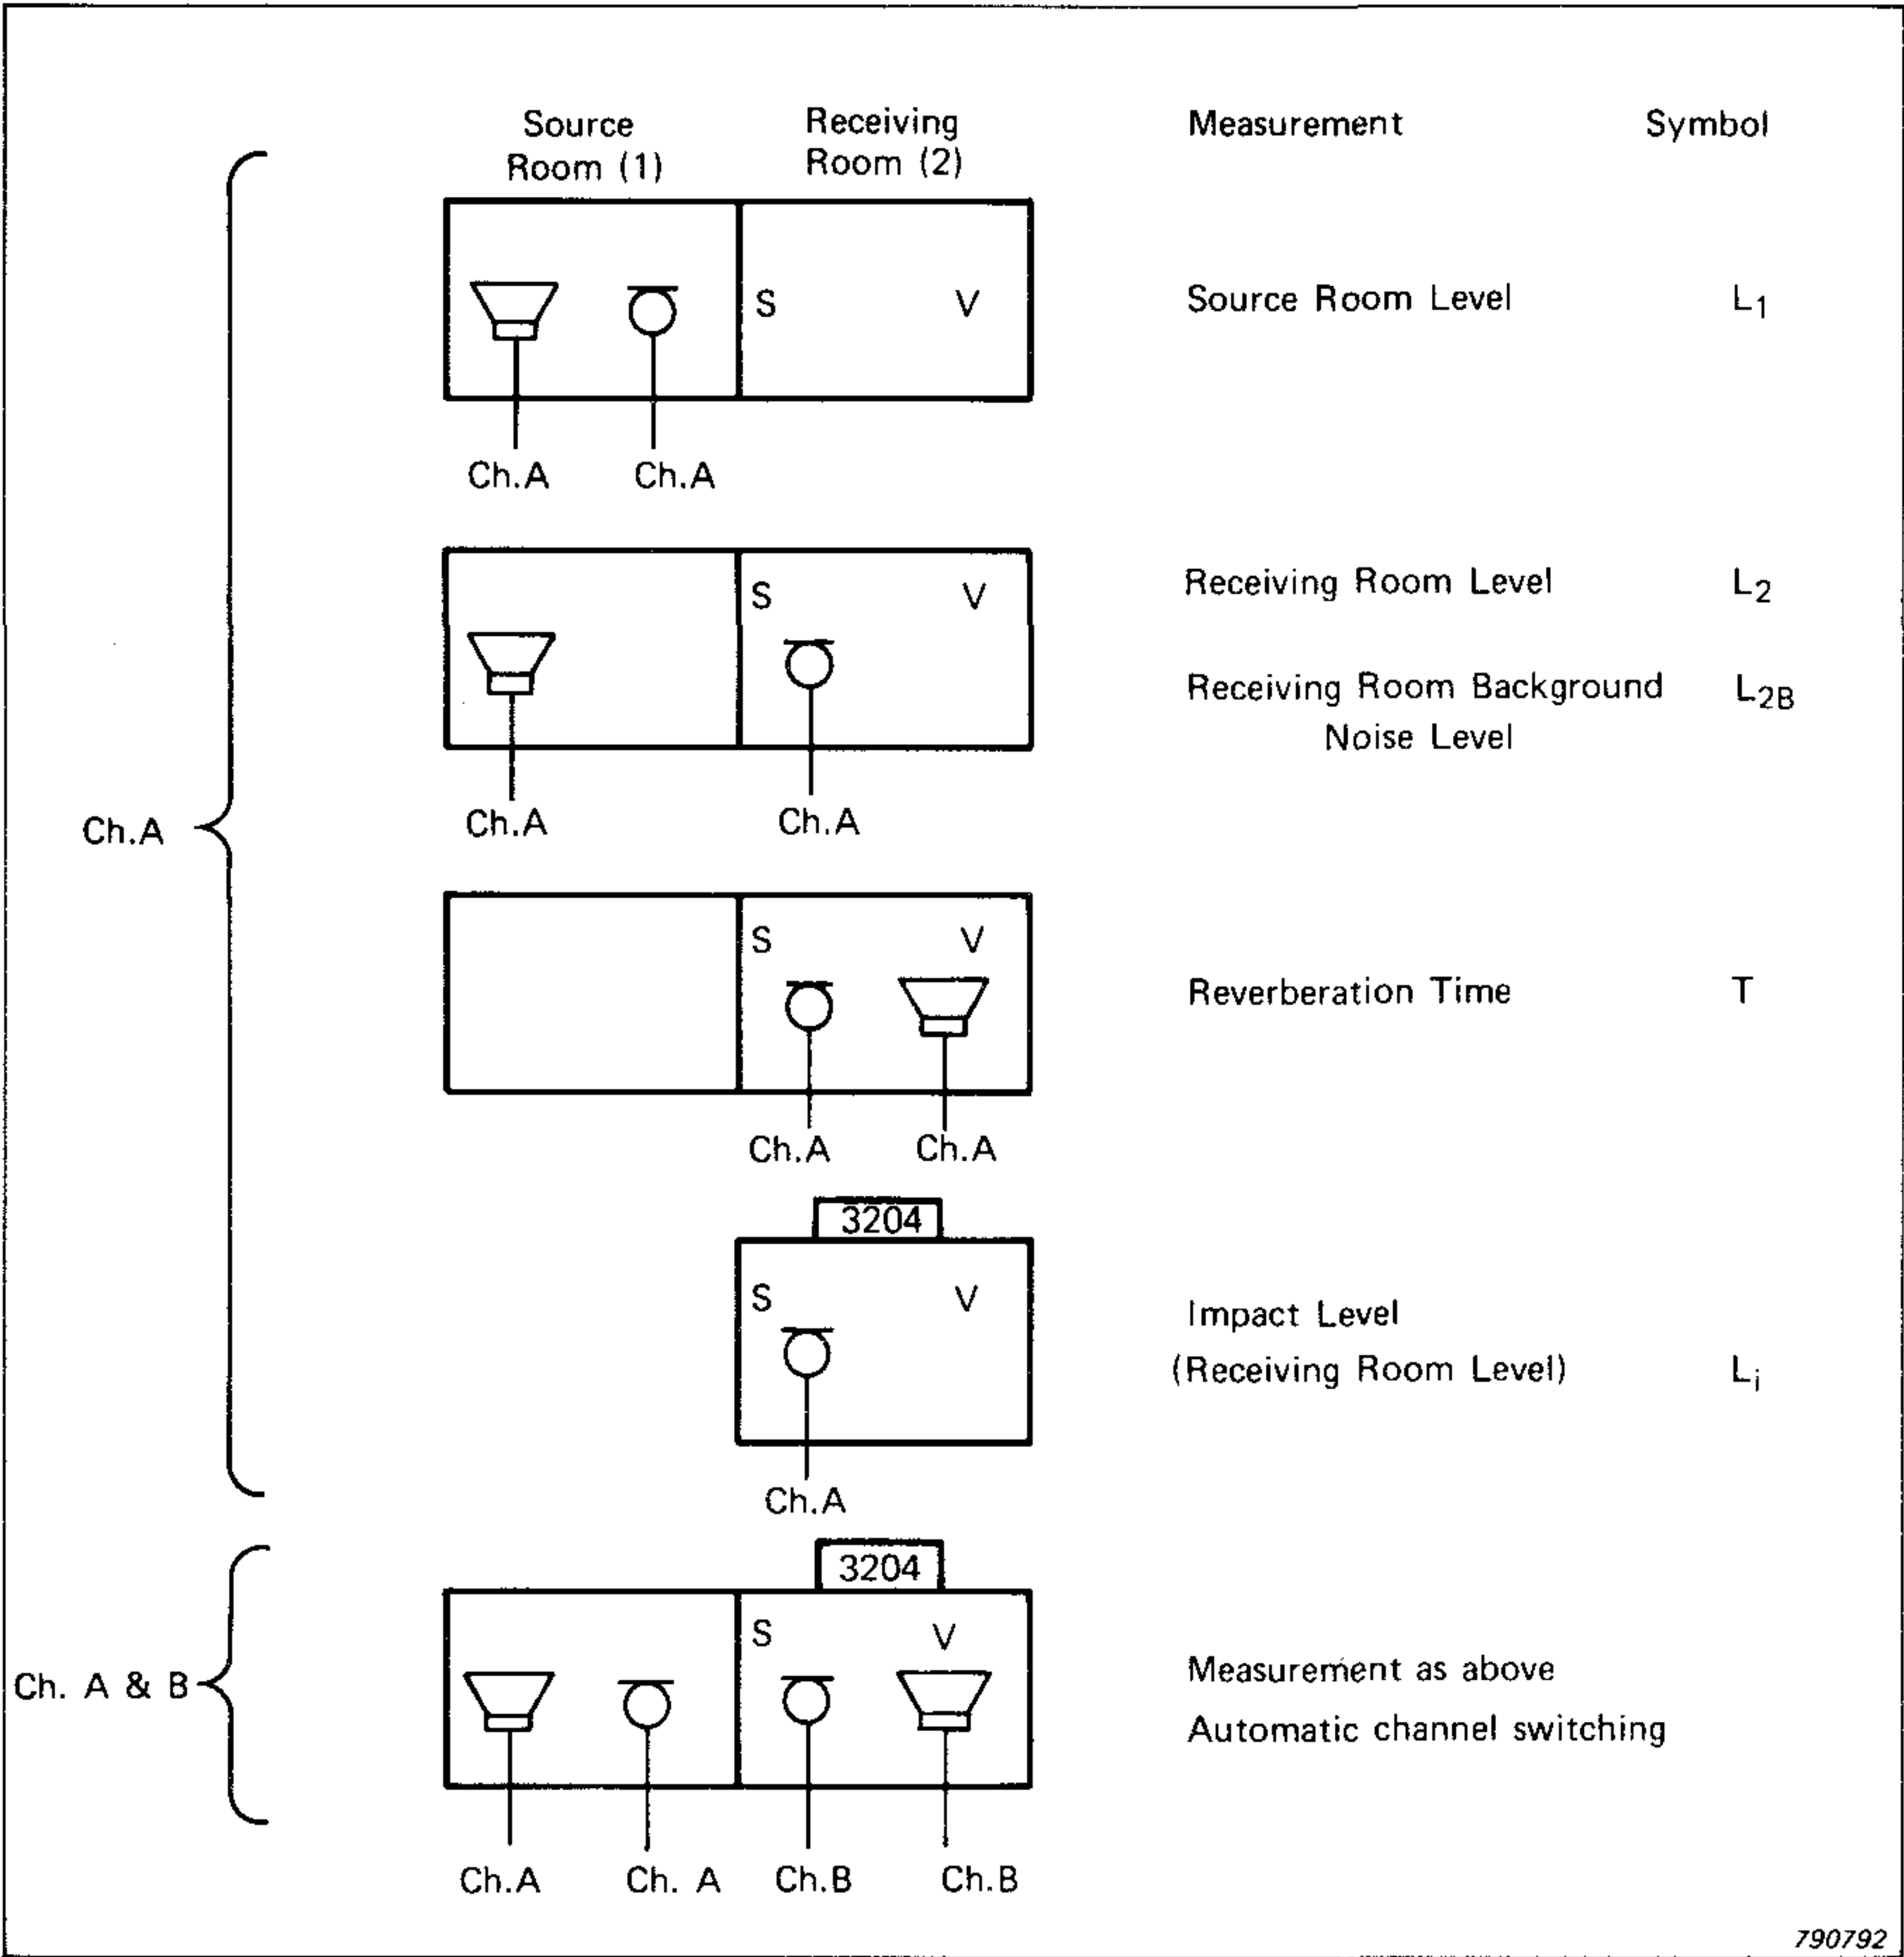 Source Room (1)
Receiving Room (2)
Measurement
Symbol
S V
Source Room Level L1
Ch.A Ch.A
S V
Receiving Room Level L2
Receiving Room Background Noise Level L2B
Ch.A Ch.A
Ch.A
S V
Reverberation Time T
Ch.A Ch.A
3204
S V
Impact Level
(Receiving Room Level) Li
Ch.A
3204
S V
Ch. A & B
Measurement as above
Automatic channel switching
Ch.A Ch. A Ch.B Ch.B
790792